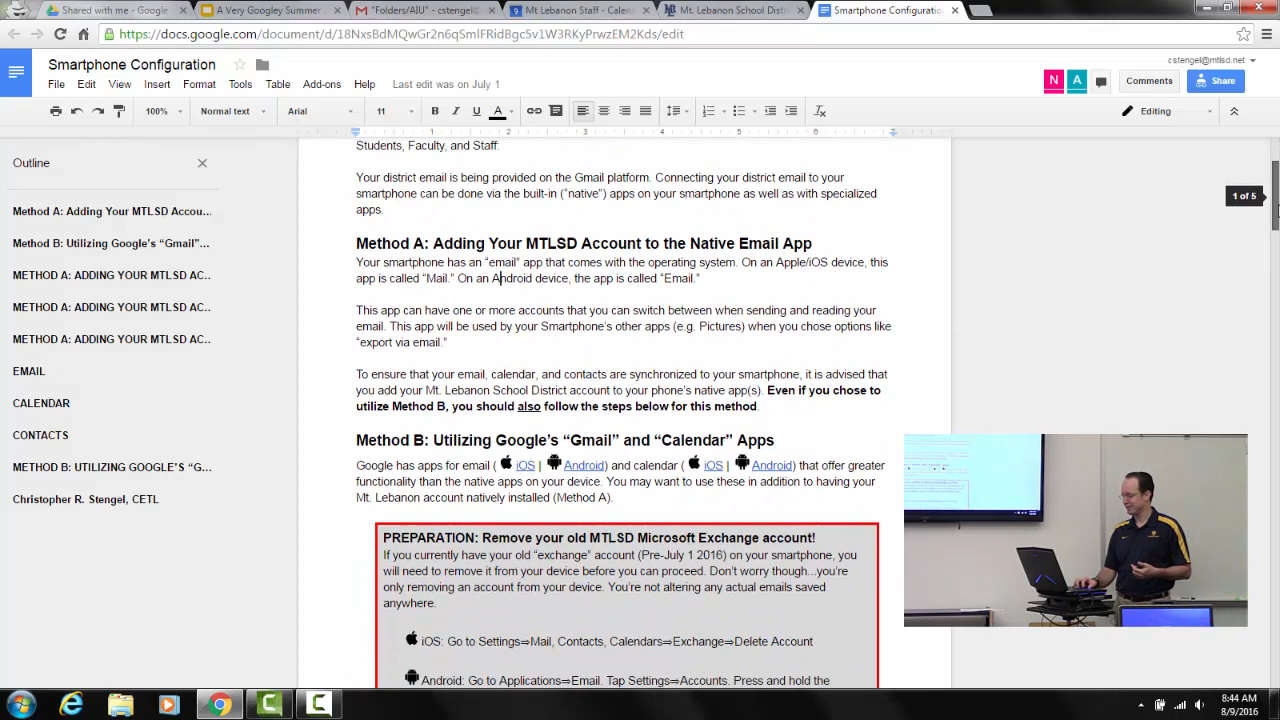 Shared with me - Google
A Very Googley Summer
"Folders/AIU" - cstengel@
Mt Lebanon Staff - Calen
Mt. Lebanon School Distri
Smartphone Configuratio
https://docs.google.com/document/d/18NxsBdMQwGr2n6qSmlFRidBgc5v1W3RKyPrwzEM2Kds/edit
Smartphone Configuration
cstengel@mtlsd.net
File Edit View Insert Format Tools Table Add-ons Help Last edit was on July 1
N A Comments Share
100% Normal text Arial 11 B I U A Editing
1 2 3 4 5 6
Outline
Method A: Adding Your MTLSD Accou...
Method B: Utilizing Google's “Gmail”...
METHOD A: ADDING YOUR MTLSD AC...
METHOD A: ADDING YOUR MTLSD AC...
METHOD A: ADDING YOUR MTLSD AC...
EMAIL
CALENDAR
CONTACTS
METHOD B: UTILIZING GOOGLE'S “G...
Christopher R. Stengel, CETL
Students, Faculty, and Staff:
Your district email is being provided on the Gmail platform. Connecting your district email to your
smartphone can be done via the built-in (“native”) apps on your smartphone as well as with specialized
apps.
Method A: Adding Your MTLSD Account to the Native Email App
Your smartphone has an “email” app that comes with the operating system. On an Apple/iOS device, this
app is called “Mail.” On an Android device, the app is called “Email.”
This app can have one or more accounts that you can switch between when sending and reading your
email. This app will be used by your Smartphone's other apps (e.g. Pictures) when you chose options like
“export via email.”
To ensure that your email, calendar, and contacts are synchronized to your smartphone, it is advised that
you add your Mt. Lebanon School District account to your phone's native app(s). Even if you chose to
utilize Method B, you should also follow the steps below for this method.
Method B: Utilizing Google's “Gmail” and “Calendar” Apps
Google has apps for email ( iOS | Android) and calendar ( iOS | Android) that offer greater
functionality than the native apps on your device. You may want to use these in addition to having your
Mt. Lebanon account natively installed (Method A).
PREPARATION: Remove your old MTLSD Microsoft Exchange account!
If you currently have your old “exchange” account (Pre-July 1 2016) on your smartphone, you
will need to remove it from your device before you can proceed. Don't worry though...you're
only removing an account from your device. You're not altering any actual emails saved
anywhere.
iOS: Go to Settings⇒Mail, Contacts, Calendars⇒Exchange⇒Delete Account
Android: Go to Applications⇒Email. Tap Settings⇒Accounts. Press and hold the
1 of 5
8:44 AM
8/9/2016